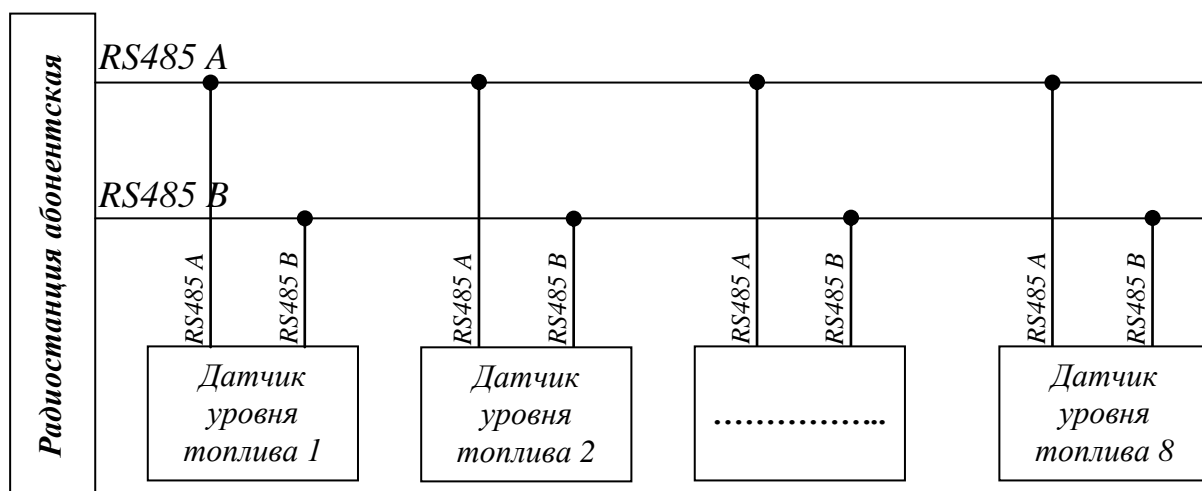 Радиостанция абонентская
RS485 A
RS485 B
RS485 A
RS485 B
RS485 A
RS485 B
RS485 A
RS485 B
RS485 A
RS485 B
Датчик
уровня
топлива 1
Датчик
уровня
топлива 2
………………...
Датчик
уровня
топлива 8